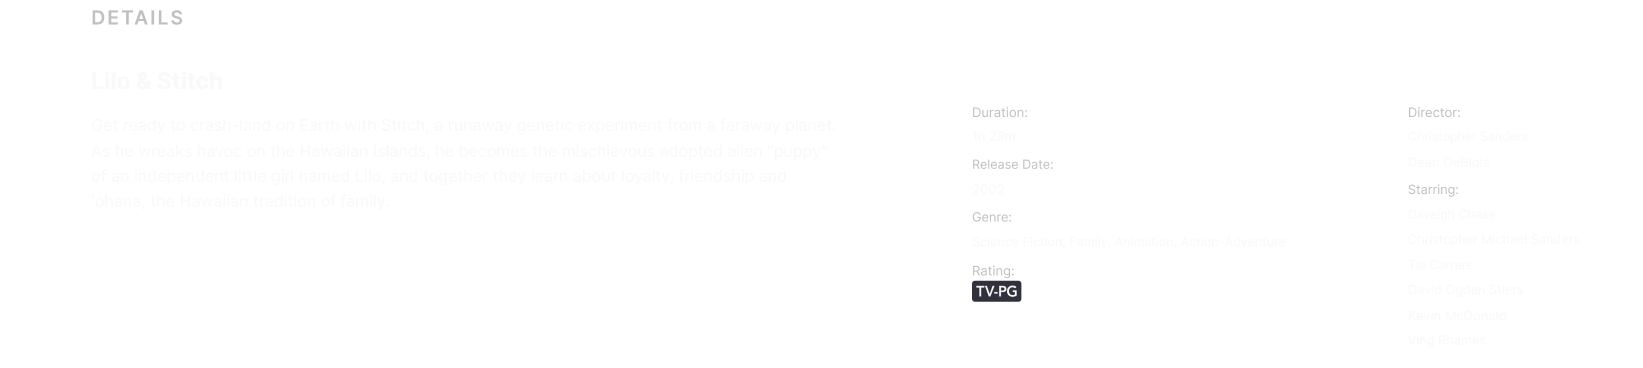 DETAILS
Lilo & Stitch
Get ready to crash-land on Earth with Stitch, a runaway genetic experiment from a faraway planet.
As he wreaks havoc on the Hawaiian Islands, he becomes the mischievous adopted alien "puppy"
of an independent little girl named Lilo, and together they learn about loyalty, friendship and
'ohana, the Hawaiian tradition of family.
Duration:
1h 29m
Release Date:
2002
Genre:
Science Fiction, Family, Animation, Action-Adventure
Rating:
TV-PG
Director:
Christopher Sanders
Dean DeBlois
Starring:
Daveigh Chase
Christopher Michael Sanders
Tia Carrere
David Ogden Stiers
Kevin McDonald
Ving Rhames